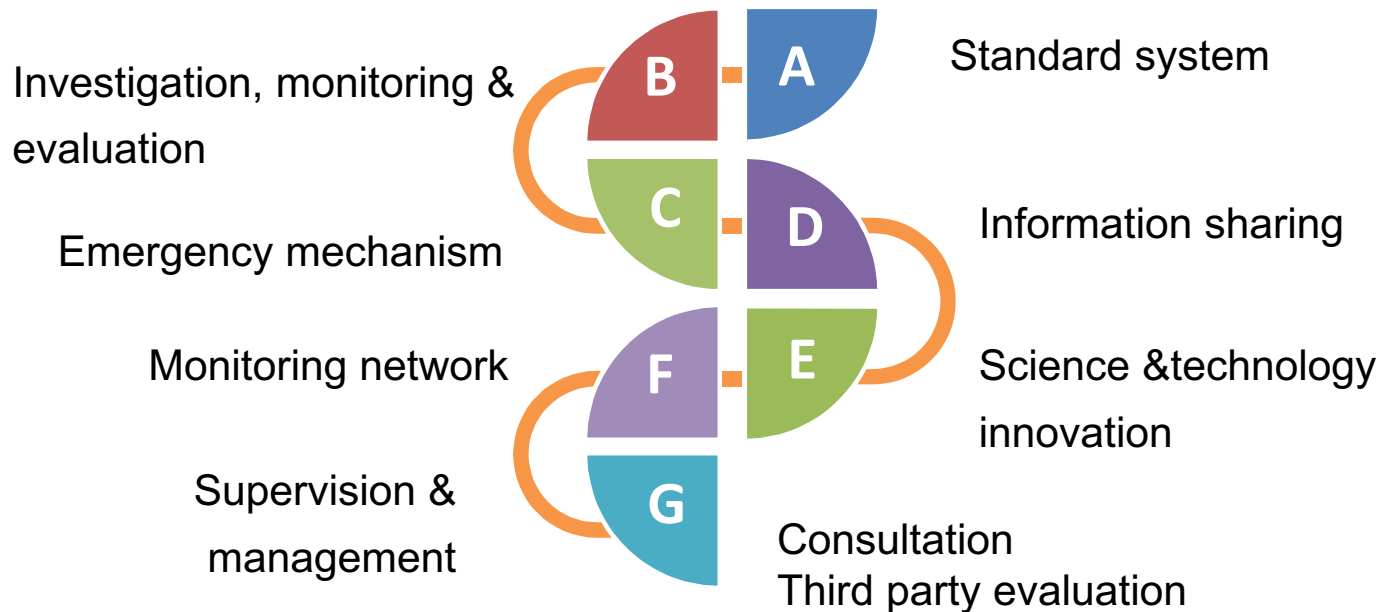 A
Standard system
B
Investigation, monitoring &
evaluation
C
Emergency mechanism
D
Information sharing
E
Science &technology
innovation
F
Monitoring network
G
Supervision &
management
Consultation
Third party evaluation